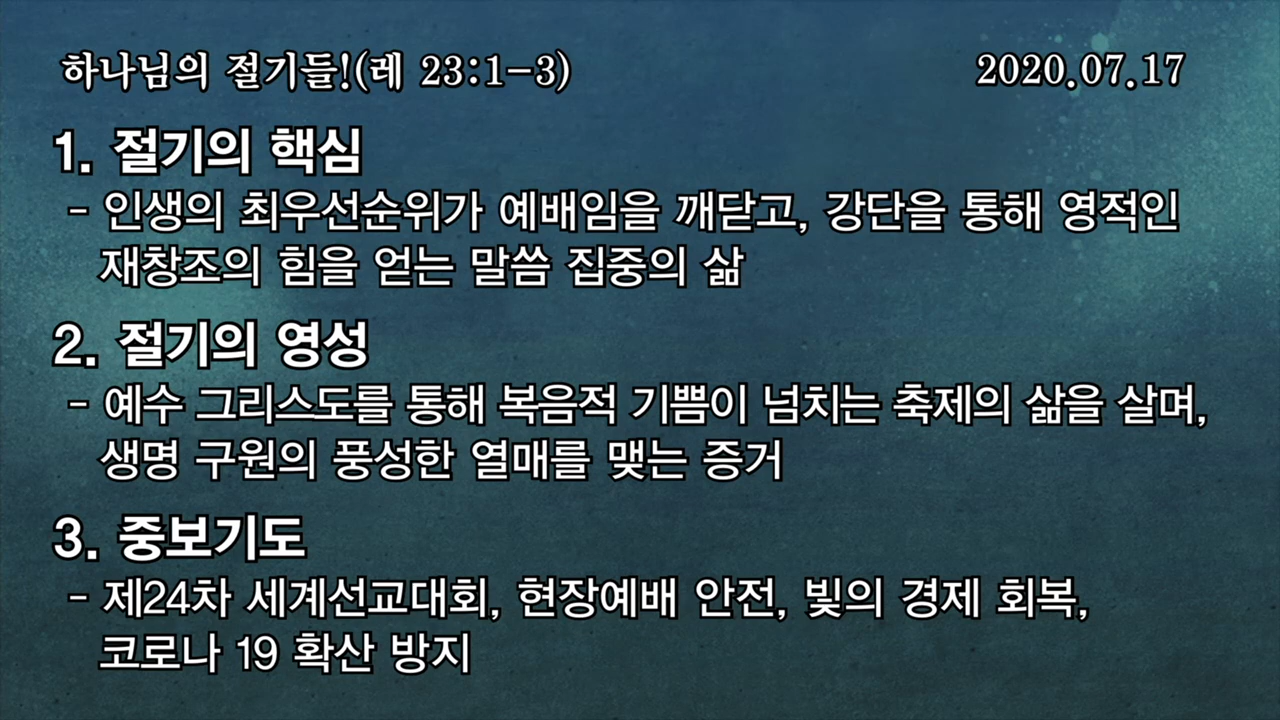 하나님의 절기들!(레 23:1-3)
2020.07.17
1. 절기의 핵심
- 인생의 최우선순위가 예배임을 깨닫고, 강단을 통해 영적인
재창조의 힘을 얻는 말씀 집중의 삶
2. 절기의 영성
- 예수 그리스도를 통해 복음적 기쁨이 넘치는 축제의 삶을 살며,
생명 구원의 풍성한 열매를 맺는 증거
3. 중보기도
- 제24차 세계선교대회, 현장예배 안전, 빛의 경제 회복,
코로나 19 확산 방지